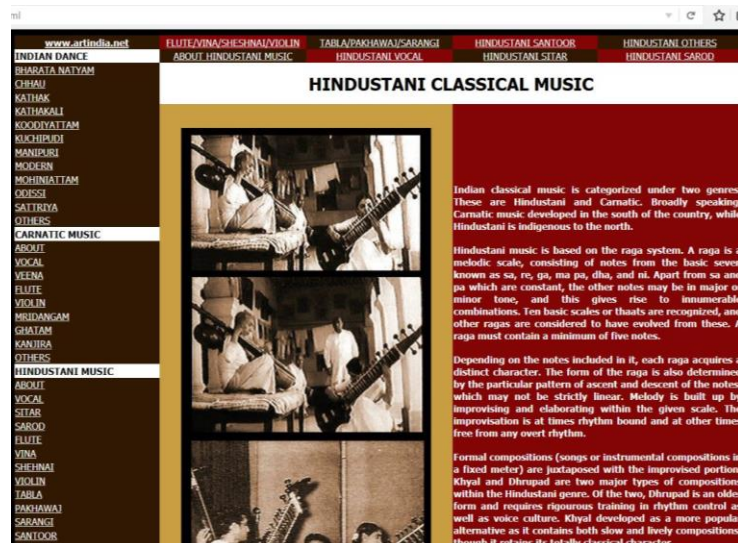 ml
www.artindia.net
FLUTE/VINA/SHESHNAI/VIOLIN
TABLA/PAKHAWAJ/SARANGI
HINDUSTANI SANTOOR
HINDUSTANI OTHERS
ABOUT HINDUSTANI MUSIC
HINDUSTANI VOCAL
HINDUSTANI SITAR
HINDUSTANI SAROD
INDIAN DANCE
BHARATA NATYAM
CHHAU
KATHAK
KATHAKALI
KOODIYATTAM
KUCHIPUDI
MANIPURI
MODERN
MOHINIATTAM
ODISSI
SATTRIYA
OTHERS
CARNATIC MUSIC
ABOUT
VOCAL
VEENA
FLUTE
VIOLIN
MRIDANGAM
GHATAM
KANJIRA
OTHERS
HINDUSTANI MUSIC
ABOUT
VOCAL
SITAR
SAROD
FLUTE
VINA
SHEHNAI
VIOLIN
TABLA
PAKHAWAJ
SARANGI
SANTOOR
HINDUSTANI CLASSICAL MUSIC
Indian classical music is categorized under two genres
These are Hindustani and Carnatic. Broadly speaking
Carnatic music developed in the south of the country, while
Hindustani is indigenous to the north.
Hindustani music is based on the raga system. A raga is a
melodic scale, consisting of notes from the basic seven
known as sa, re, ga, ma pa, dha, and ni. Apart from sa and
pa which are constant, the other notes may be in major o
minor tone, and this gives rise to innumerable
combinations. Ten basic scales or thaats are recognized, and
other ragas are considered to have evolved from these. A
raga must contain a minimum of five notes.
Depending on the notes included in it, each raga acquires a
distinct character. The form of the raga is also determined
by the particular pattern of ascent and descent of the notes
which may not be strictly linear. Melody is built up by
improvising and elaborating within the given scale. The
improvisation is at times rhythm bound and at other times
free from any overt rhythm.
Formal compositions (songs or instrumental compositions in
a fixed meter) are juxtaposed with the improvised portion
Khyal and Dhrupad are two major types of compositions
within the Hindustani genre. Of the two, Dhrupad is an older
form and requires rigourous training in rhythm control as
well as voice culture. Khyal developed as a more popula
alternative as it contains both slow and lively compositions
though it retains its totally classical character